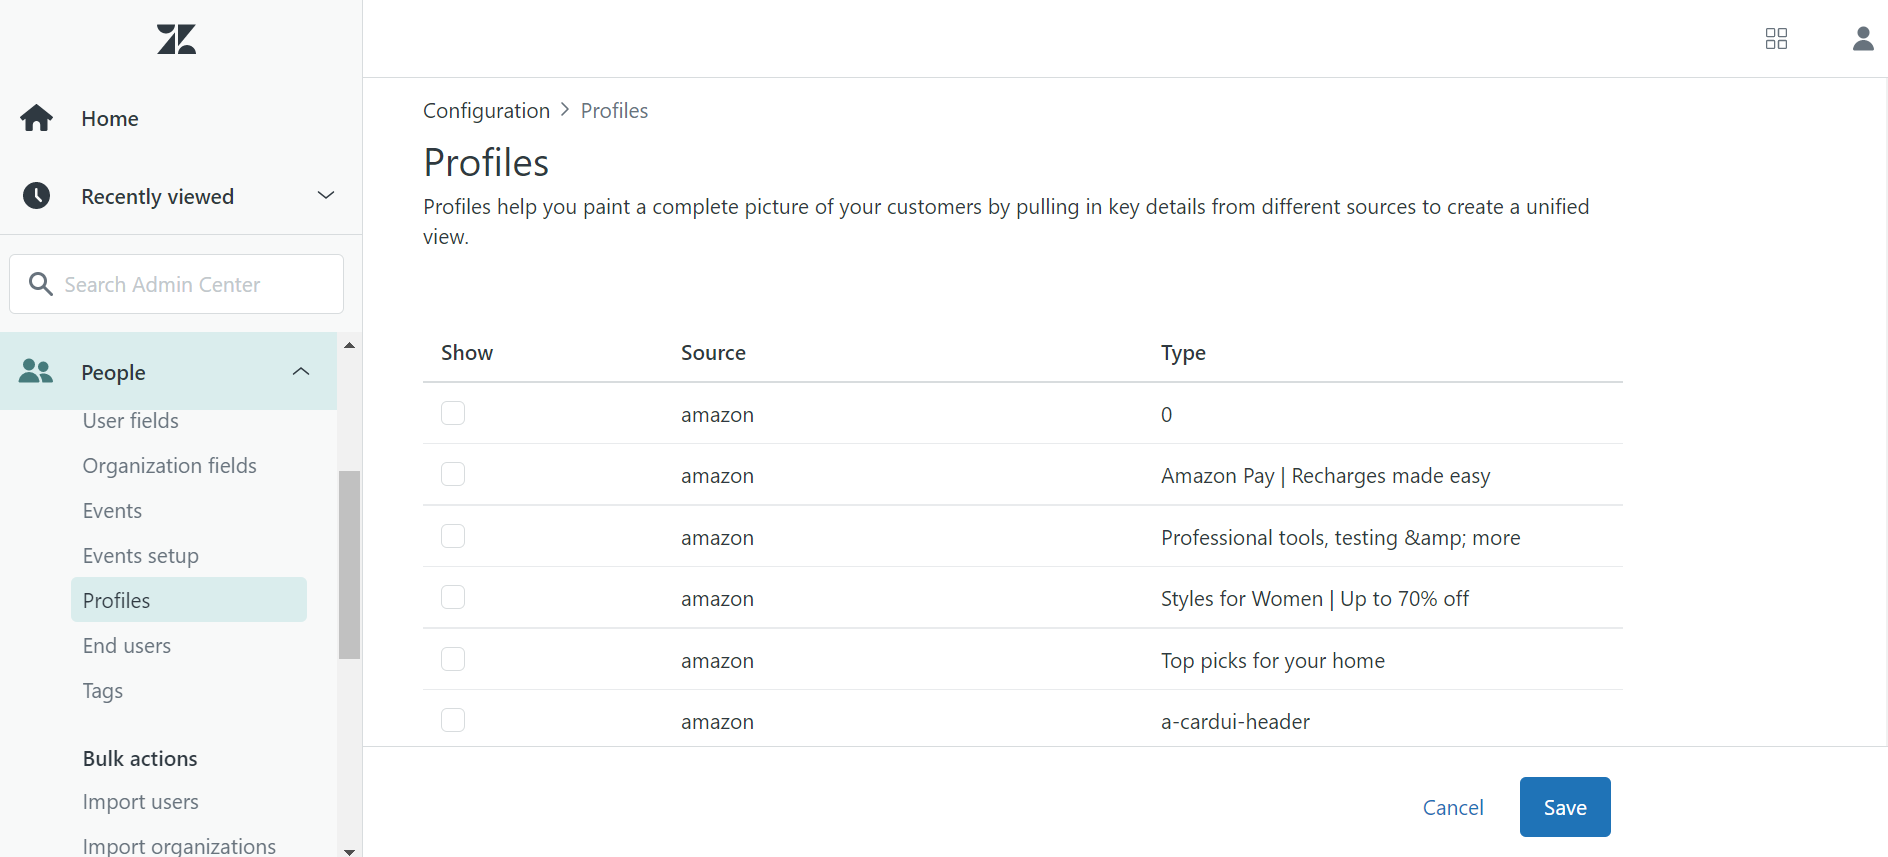 Home
Recently viewed
Search Admin Center
People
User fields
Organization fields
Events
Events setup
Profiles
End users
Tags
Bulk actions
Import users
Import organizations
Configuration > Profiles
Profiles
Profiles help you paint a complete picture of your customers by pulling in key details from different sources to create a unified
view.
Show Source Type
amazon 0
amazon Amazon Pay | Recharges made easy
amazon Professional tools, testing &amp; more
amazon Styles for Women | Up to 70% off
amazon Top picks for your home
amazon a-cardui-header
Cancel Save